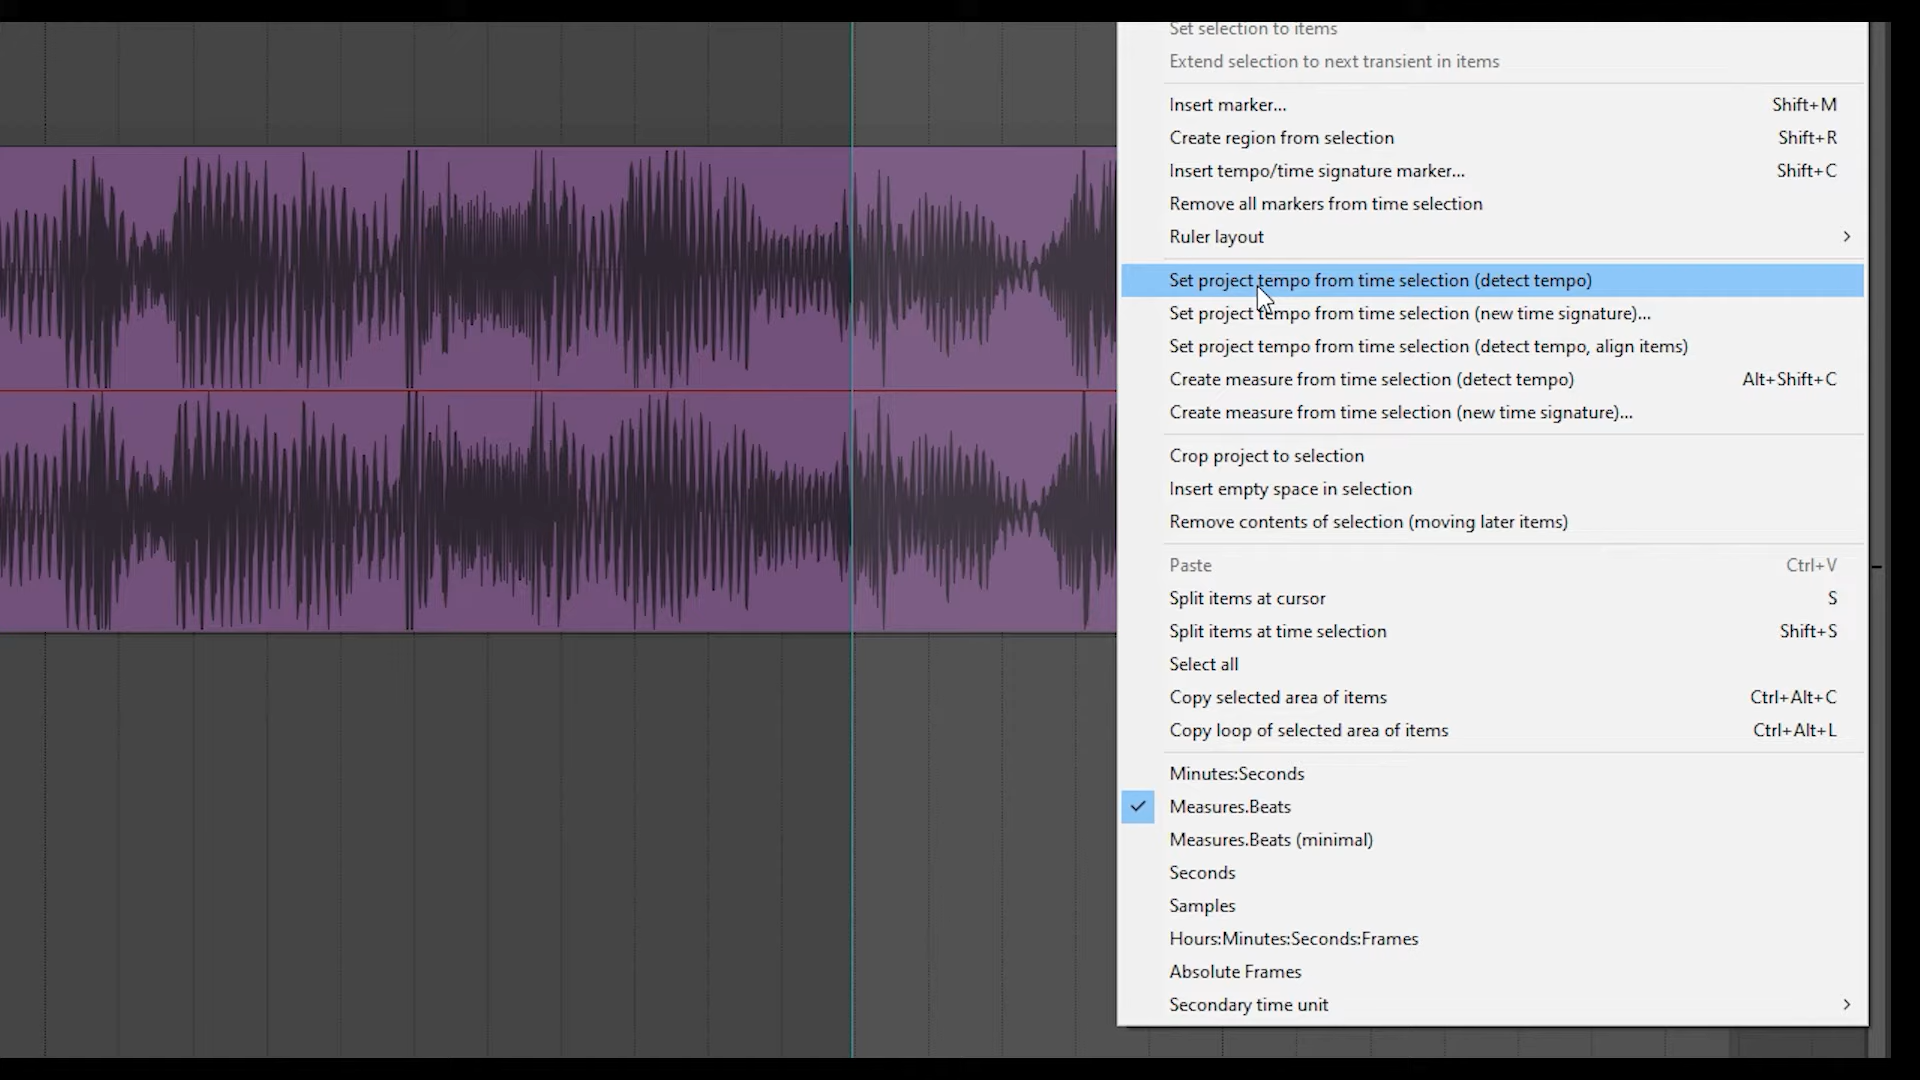 Set selection to items
Extend selection to next transient in items
Insert marker... Shift+M
Create region from selection Shift+R
Insert tempo/time signature marker... Shift+C
Remove all markers from time selection
Ruler layout
Set project tempo from time selection (detect tempo)
Set project tempo from time selection (new time signature)...
Set project tempo from time selection (detect tempo, align items)
Create measure from time selection (detect tempo) Alt+Shift+C
Create measure from time selection (new time signature)...
Crop project to selection
Insert empty space in selection
Remove contents of selection (moving later items)
Paste Ctrl+V
Split items at cursor S
Split items at time selection Shift+S
Select all
Copy selected area of items Ctrl+Alt+C
Copy loop of selected area of items Ctrl+Alt+L
Minutes:Seconds
Measures.Beats
Measures.Beats (minimal)
Seconds
Samples
Hours:Minutes:Seconds:Frames
Absolute Frames
Secondary time unit